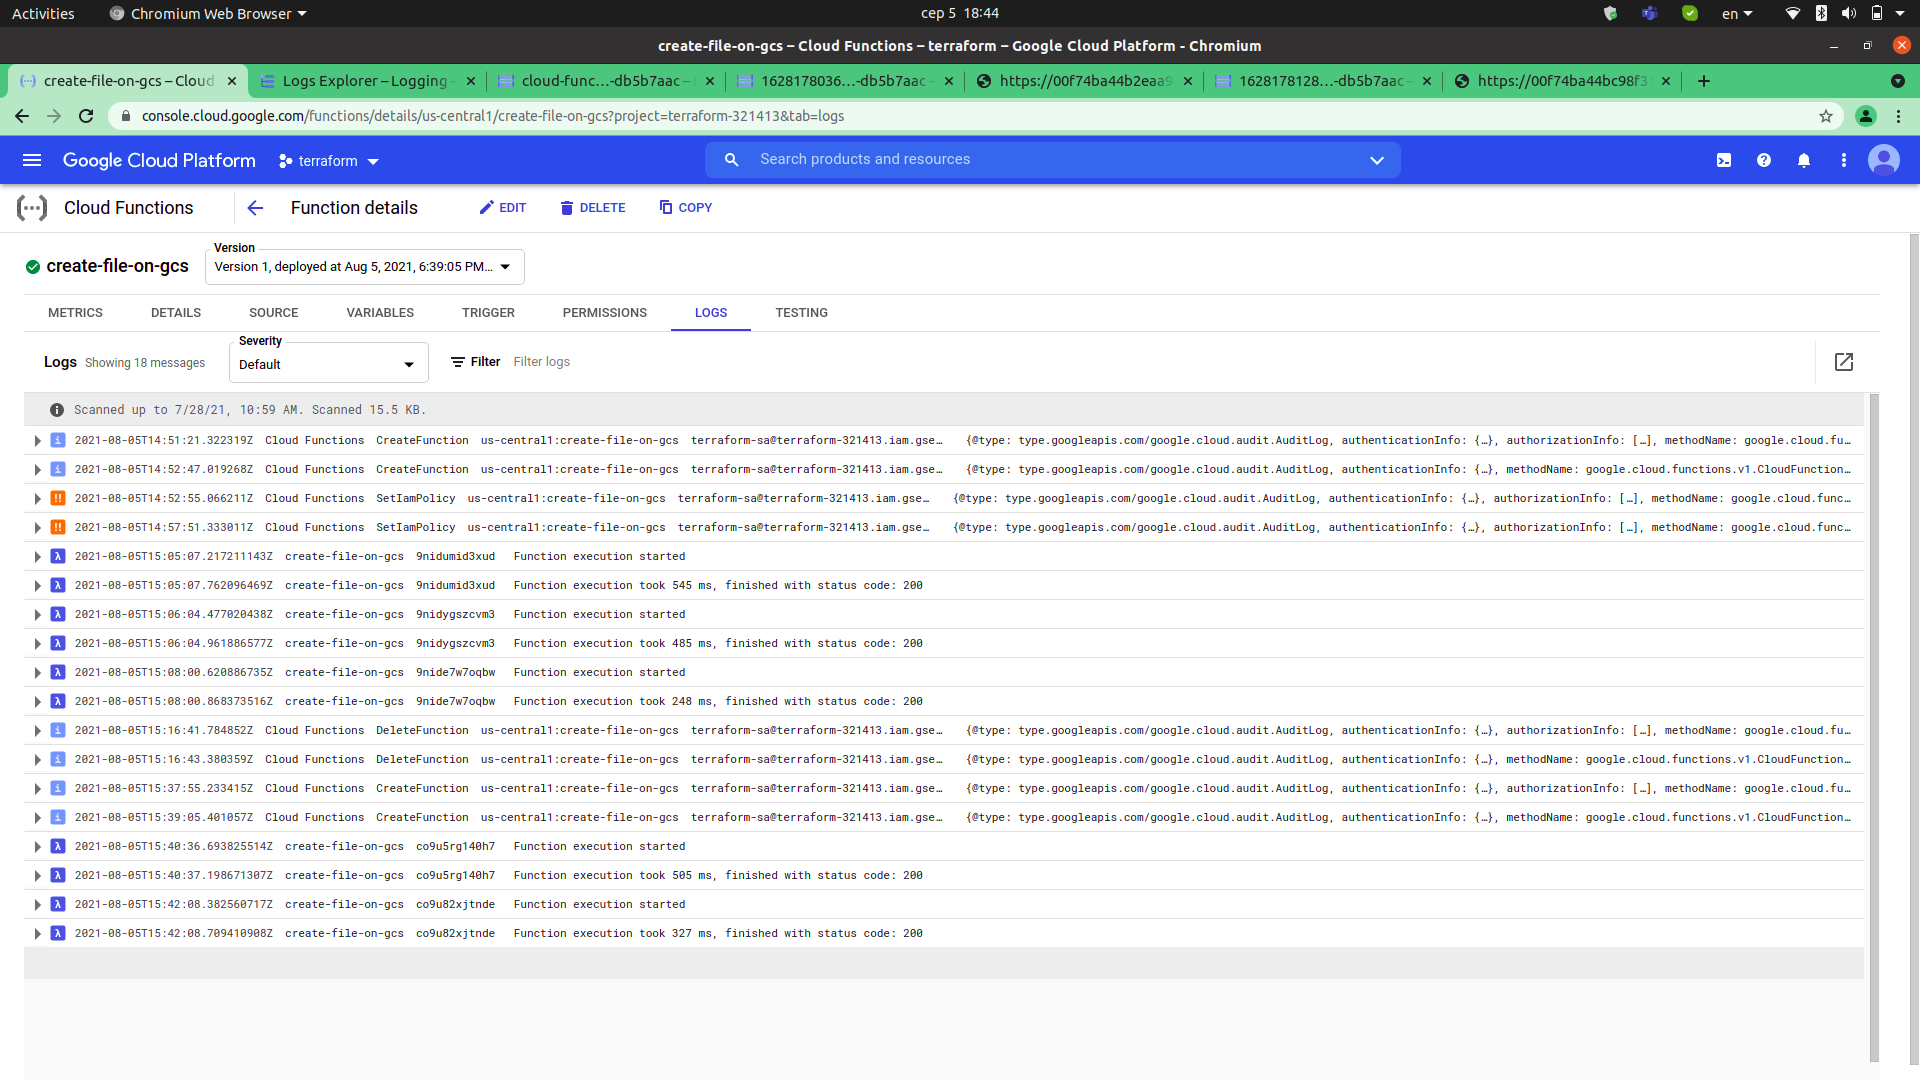 Activities Chromium Web Browser сер 5 18:44 en
create-file-on-gcs – Cloud Functions – terraform – Google Cloud Platform - Chromium
create-file-on-gcs – Cloud Logs Explorer – Logging cloud-func…-db5b7aac – 1628178036…-db5b7aac – https://00f74ba44b2eaa9 1628178128…-db5b7aac – https://00f74ba44bc98f3
console.cloud.google.com/functions/details/us-central1/create-file-on-gcs?project=terraform-321413&tab=logs
Google Cloud Platform terraform Search products and resources
Cloud Functions Function details EDIT DELETE COPY
create-file-on-gcs Version Version 1, deployed at Aug 5, 2021, 6:39:05 PM…
METRICS DETAILS SOURCE VARIABLES TRIGGER PERMISSIONS LOGS TESTING
Logs Showing 18 messages Severity Default Filter Filter logs
Scanned up to 7/28/21, 10:59 AM. Scanned 15.5 KB.
i 2021-08-05T14:51:21.322319Z Cloud Functions CreateFunction us-central1:create-file-on-gcs terraform-sa@terraform-321413.iam.gse… {@type: type.googleapis.com/google.cloud.audit.AuditLog, authenticationInfo: {…}, authorizationInfo: […], methodName: google.cloud.fu…
i 2021-08-05T14:52:47.019268Z Cloud Functions CreateFunction us-central1:create-file-on-gcs terraform-sa@terraform-321413.iam.gse… {@type: type.googleapis.com/google.cloud.audit.AuditLog, authenticationInfo: {…}, methodName: google.cloud.functions.v1.CloudFunction…
!! 2021-08-05T14:52:55.066211Z Cloud Functions SetIamPolicy us-central1:create-file-on-gcs terraform-sa@terraform-321413.iam.gse… {@type: type.googleapis.com/google.cloud.audit.AuditLog, authenticationInfo: {…}, authorizationInfo: […], methodName: google.cloud.func…
!! 2021-08-05T14:57:51.333011Z Cloud Functions SetIamPolicy us-central1:create-file-on-gcs terraform-sa@terraform-321413.iam.gse… {@type: type.googleapis.com/google.cloud.audit.AuditLog, authenticationInfo: {…}, authorizationInfo: […], methodName: google.cloud.func…
λ 2021-08-05T15:05:07.217211143Z create-file-on-gcs 9nidumid3xud Function execution started
λ 2021-08-05T15:05:07.762096469Z create-file-on-gcs 9nidumid3xud Function execution took 545 ms, finished with status code: 200
λ 2021-08-05T15:06:04.477020438Z create-file-on-gcs 9nidygszcvm3 Function execution started
λ 2021-08-05T15:06:04.961886577Z create-file-on-gcs 9nidygszcvm3 Function execution took 485 ms, finished with status code: 200
λ 2021-08-05T15:08:00.620886735Z create-file-on-gcs 9nide7w7oqbw Function execution started
λ 2021-08-05T15:08:00.868373516Z create-file-on-gcs 9nide7w7oqbw Function execution took 248 ms, finished with status code: 200
i 2021-08-05T15:16:41.784852Z Cloud Functions DeleteFunction us-central1:create-file-on-gcs terraform-sa@terraform-321413.iam.gse… {@type: type.googleapis.com/google.cloud.audit.AuditLog, authenticationInfo: {…}, authorizationInfo: […], methodName: google.cloud.fu…
i 2021-08-05T15:16:43.380359Z Cloud Functions DeleteFunction us-central1:create-file-on-gcs terraform-sa@terraform-321413.iam.gse… {@type: type.googleapis.com/google.cloud.audit.AuditLog, authenticationInfo: {…}, methodName: google.cloud.functions.v1.CloudFunction…
i 2021-08-05T15:37:55.233415Z Cloud Functions CreateFunction us-central1:create-file-on-gcs terraform-sa@terraform-321413.iam.gse… {@type: type.googleapis.com/google.cloud.audit.AuditLog, authenticationInfo: {…}, authorizationInfo: […], methodName: google.cloud.fu…
i 2021-08-05T15:39:05.401057Z Cloud Functions CreateFunction us-central1:create-file-on-gcs terraform-sa@terraform-321413.iam.gse… {@type: type.googleapis.com/google.cloud.audit.AuditLog, authenticationInfo: {…}, methodName: google.cloud.functions.v1.CloudFunction…
λ 2021-08-05T15:40:36.693825514Z create-file-on-gcs co9u5rg140h7 Function execution started
λ 2021-08-05T15:40:37.198671307Z create-file-on-gcs co9u5rg140h7 Function execution took 505 ms, finished with status code: 200
λ 2021-08-05T15:42:08.382560717Z create-file-on-gcs co9u82xjtnde Function execution started
λ 2021-08-05T15:42:08.709410908Z create-file-on-gcs co9u82xjtnde Function execution took 327 ms, finished with status code: 200